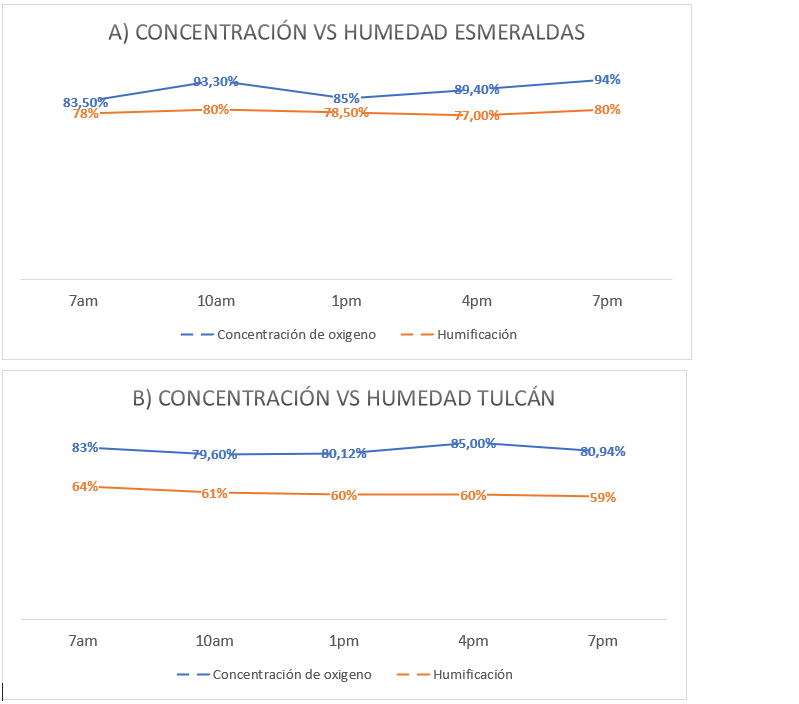 A) CONCENTRACIÓN VS HUMEDAD ESMERALDAS
83,50% 93,30% 85% 89,40% 94%
78% 80% 78,50% 77,00% 80%
7am 10am 1pm 4pm 7pm
Concentración de oxigeno Humificación
B) CONCENTRACIÓN VS HUMEDAD TULCÁN
83% 79,60% 80,12% 85,00% 80,94%
64% 61% 60% 60% 59%
7am 10am 1pm 4pm 7pm
Concentración de oxigeno Humificación